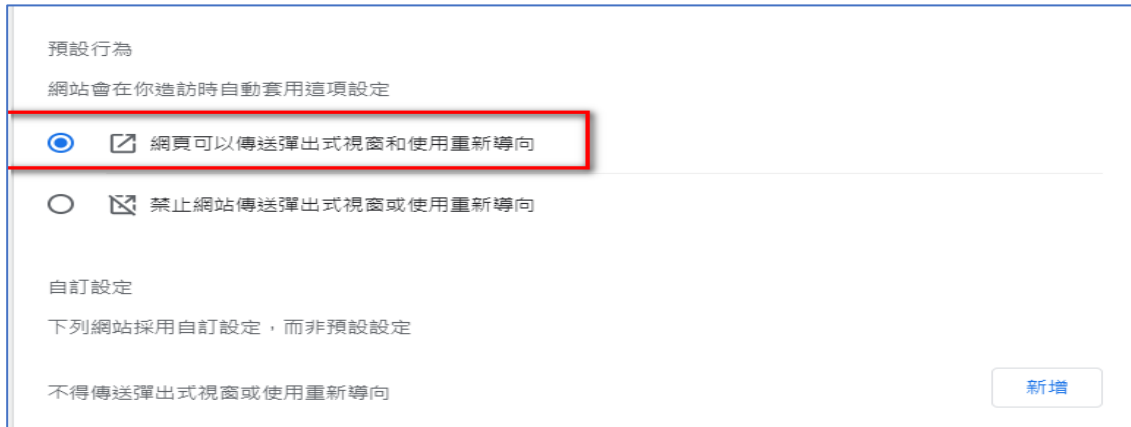 預設行為
網站會在你造訪時自動套用這項設定
網頁可以傳送彈出式視窗和使用重新導向
禁止網站傳送彈出式視窗或使用重新導向
自訂設定
下列網站採用自訂設定，而非預設設定
不得傳送彈出式視窗或使用重新導向
新增